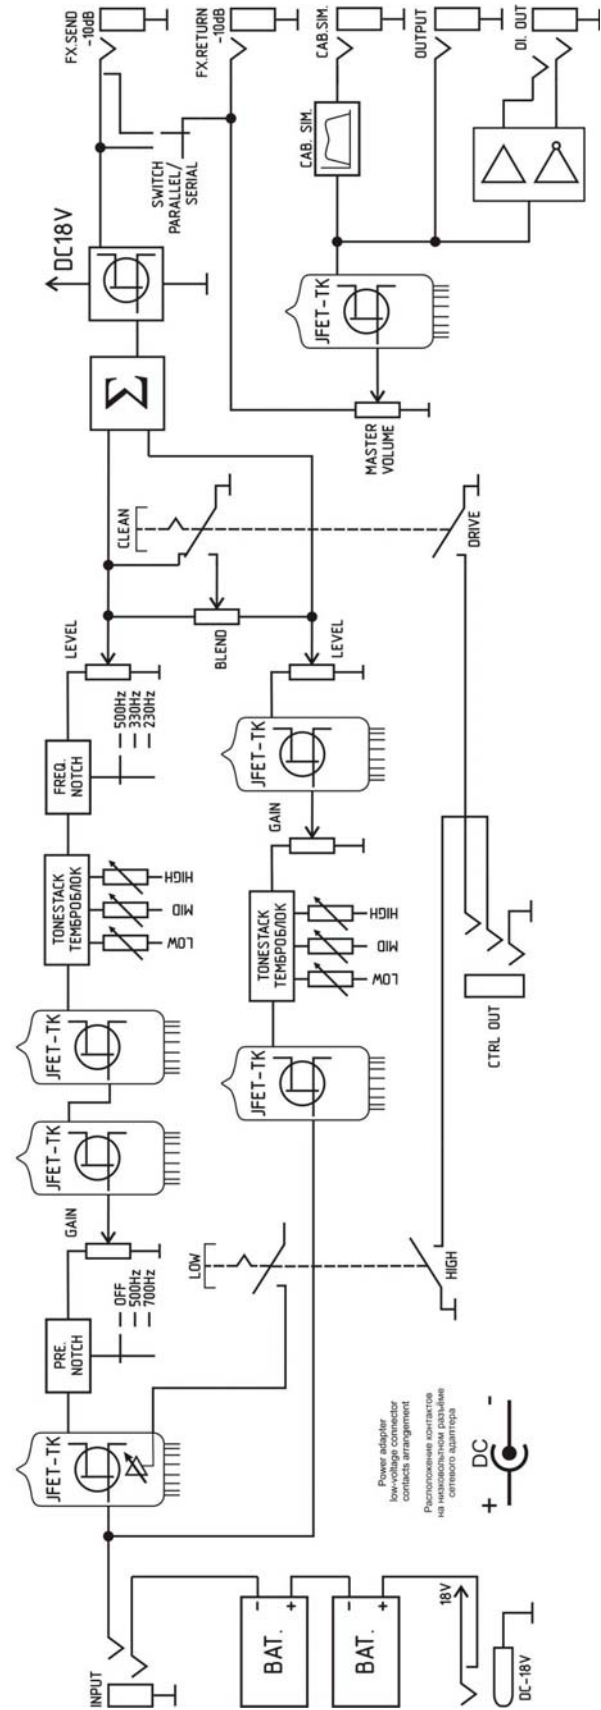 INPUT
BAT.
-
+
BAT.
-
+
18V
DC-18V
JFET-TK
PRE.
NOTCH
OFF
500Hz
700Hz
GAIN
JFET-TK
JFET-TK
TONESTACK
ТЕМБРОБЛОК
LOW
MID
HIGH
FREQ.
NOTCH
500Hz
330Hz
230Hz
LEVEL
LOW
HIGH
JFET-TK
TONESTACK
ТЕМБРОБЛОК
LOW
MID
HIGH
GAIN
JFET-TK
LEVEL
BLEND
CLEAN
DRIVE
CTRL OUT
Power adapter
low-voltage connector
contacts arrangement
Расположение контактов
на низковольтном разъёме
сетевого адаптера
+
DC
-
Σ
DC18V
SWITCH
PARALLEL/
SERIAL
FX.SEND
-10dB
FX.RETURN
-10dB
MASTER
VOLUME
JFET-TK
CAB. SIM.
CAB.SIM.
OUTPUT
DI. OUT